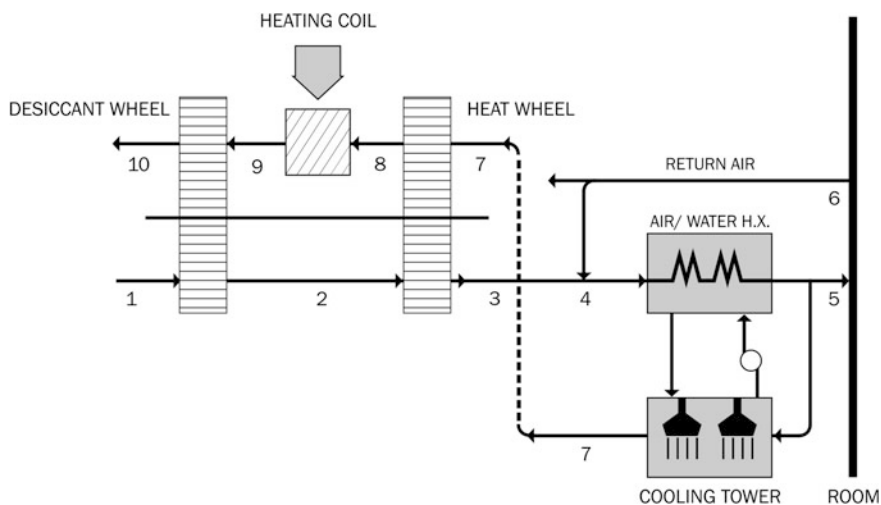 HEATING COIL
DESICCANT WHEEL
HEAT WHEEL
10
9
8
7
RETURN AIR
6
AIR/ WATER H.X.
1
2
3
4
5
7
COOLING TOWER
ROOM